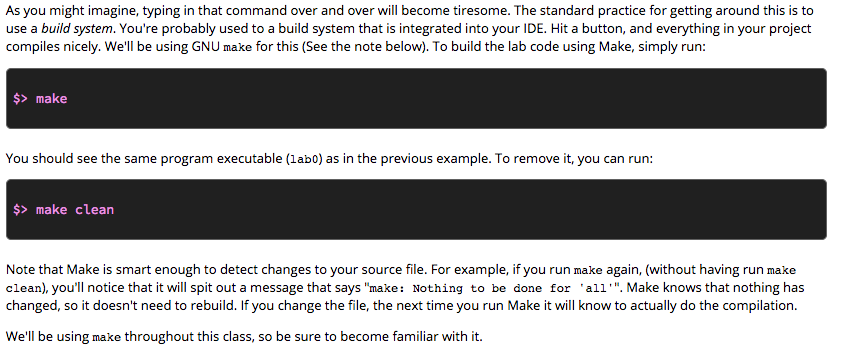 As you might imagine, typing in that command over and over will become tiresome. The standard practice for getting around this is to
use a build system. You're probably used to a build system that is integrated into your IDE. Hit a button, and everything in your project
compiles nicely. We'll be using GNU make for this (See the note below). To build the lab code using Make, simply run:
$> make
You should see the same program executable (lab0) as in the previous example. To remove it, you can run:
$> make clean
Note that Make is smart enough to detect changes to your source file. For example, if you run make again, (without having run make
clean), you'll notice that it will spit out a message that says "make: Nothing to be done for 'all'". Make knows that nothing has
changed, so it doesn't need to rebuild. If you change the file, the next time you run Make it will know to actually do the compilation.
We'll be using make throughout this class, so be sure to become familiar with it.